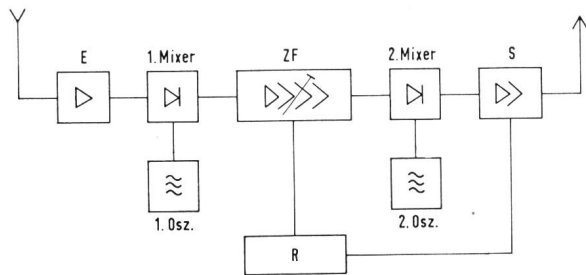 E
1.Mixer
ZF
2.Mixer
S
1. Osz.
2. Osz.
R